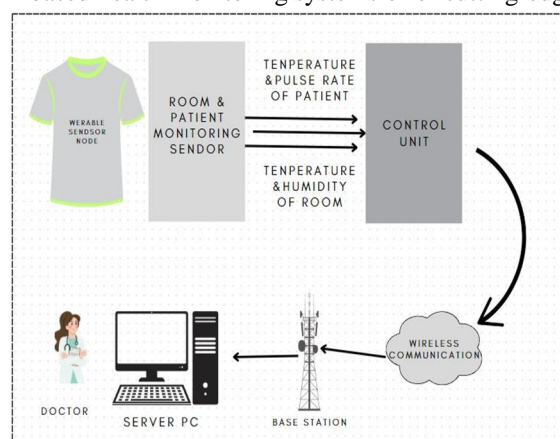 WERABLE
SENDSOR
NODE
ROOM &
PATIENT
MONITORING
SENDOR
TENPERATURE
&PULSE RATE
OF PATIENT
TENPERATURE
&HUMIDITY
OF ROOM
CONTROL
UNIT
WIRELESS
COMMUNICATION
BASE STATION
SERVER PC
DOCTOR